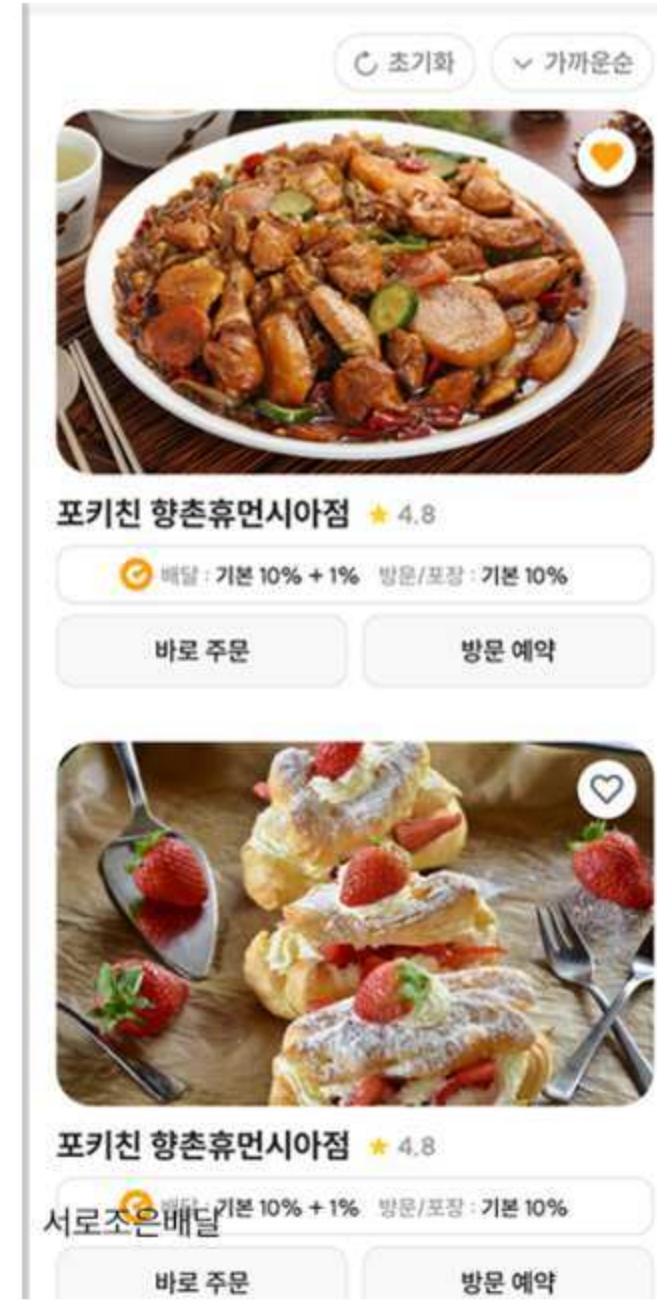 초기화 가까운순
포키친 향촌휴먼시아점 4.8
배달 : 기본 10% + 1% 방문/포장 : 기본 10%
바로 주문 방문 예약
포키친 향촌휴먼시아점 4.8
배달 : 기본 10% + 1% 방문/포장 : 기본 10%
서로조은배달
바로 주문 방문 예약